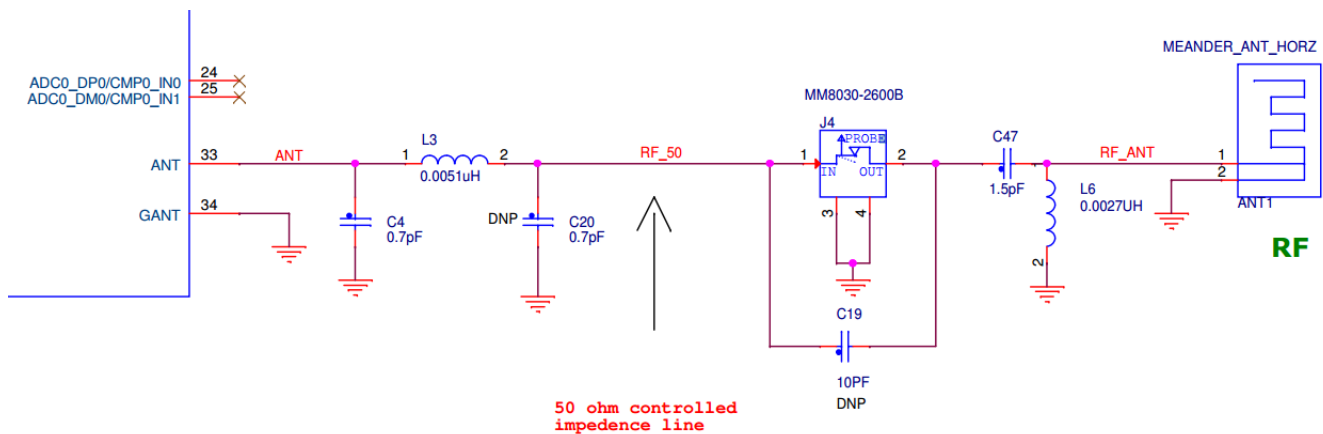 MEANDER_ANT_HORZ
ADC0_DP0/CMP0_IN0 24
ADC0_DM0/CMP0_IN1 25
MM8030-2600B
J4
PROBE
IN OUT
1 2
3 4
ANT 33 ANT
L3
1 2
0.0051uH
RF_50
C47
1.5pF
RF_ANT
1
2
ANT1
L6
0.0027UH
2
GANT 34
C4
0.7pF
DNP C20
0.7pF
RF
C19
10PF
DNP
50 ohm controlled
impedence line